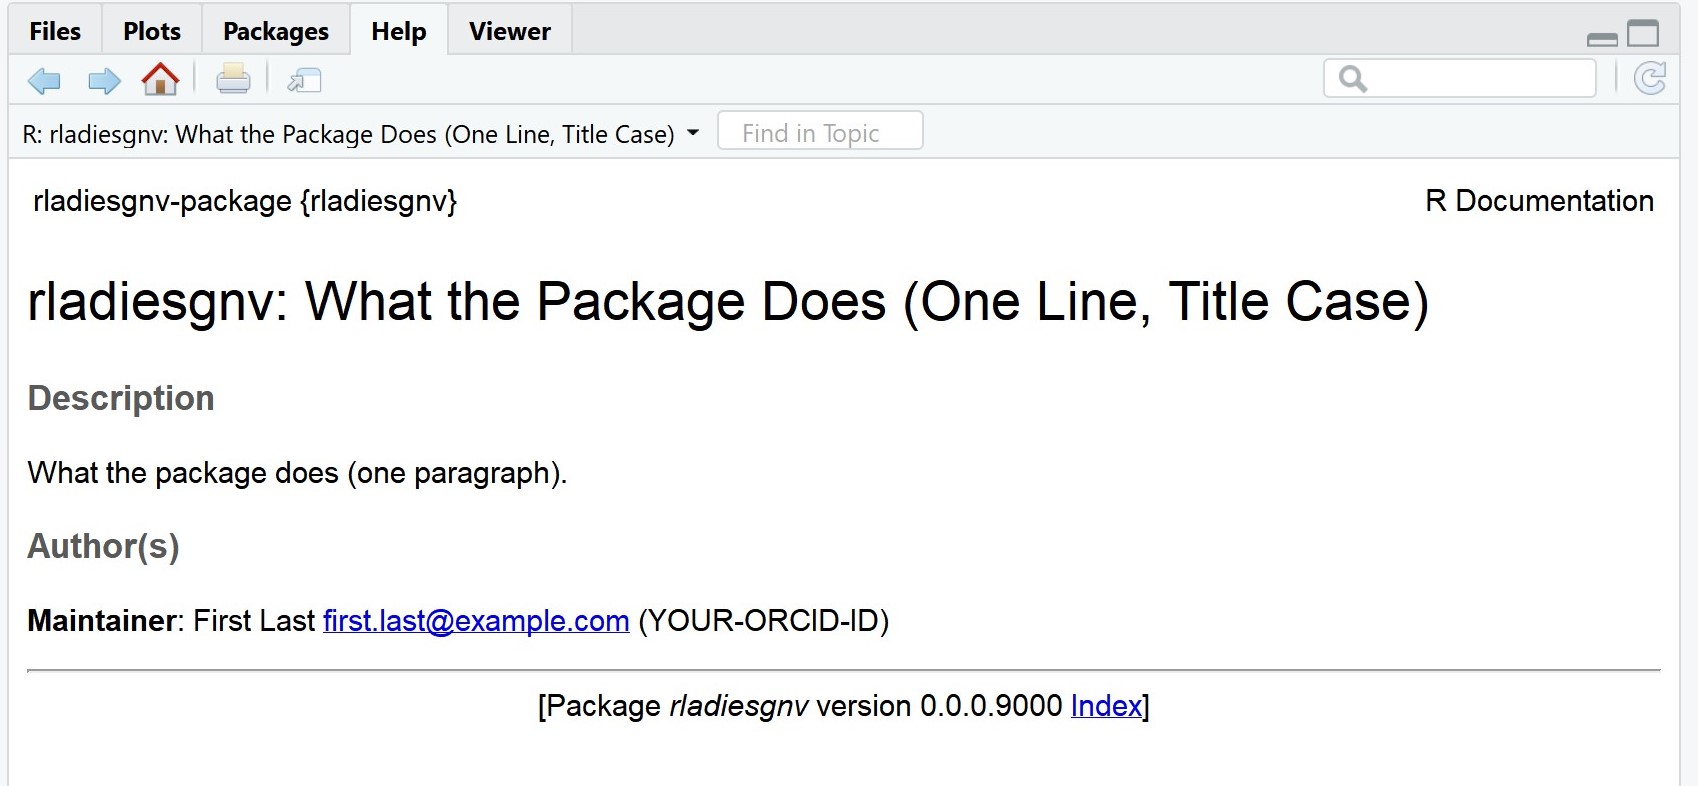 Files Plots Packages Help Viewer
R: rladiesgnv: What the Package Does (One Line, Title Case) Find in Topic
rladiesgnv-package {rladiesgnv} R Documentation
rladiesgnv: What the Package Does (One Line, Title Case)
Description
What the package does (one paragraph).
Author(s)
Maintainer: First Last first.last@example.com (YOUR-ORCID-ID)
[Package rladiesgnv version 0.0.0.9000 Index]